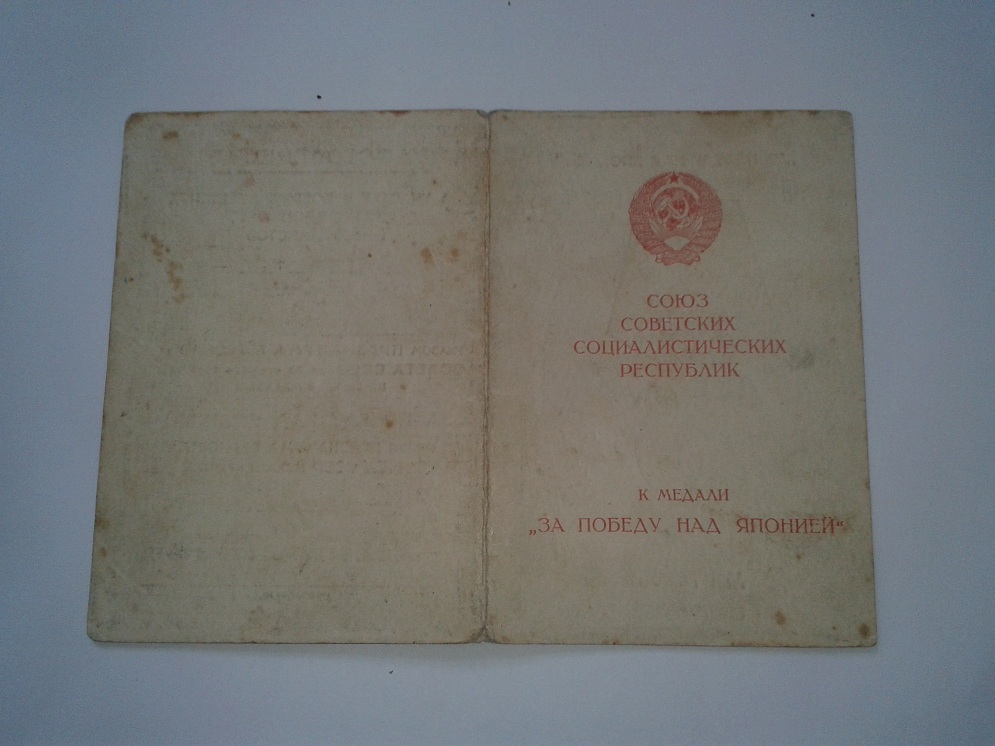 СОЮЗ
СОВЕТСКИХ
СОЦИАЛИСТИЧЕСКИХ
РЕСПУБЛИК
К МЕДАЛИ
„ЗА ПОБЕДУ НАД ЯПОНИЕЙ“